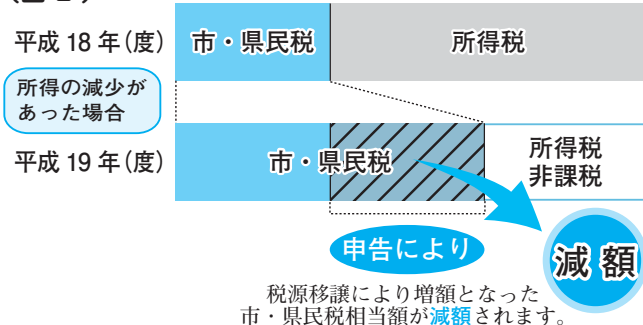 平成 18 年(度)
市・県民税
所得税
所得の減少が
あった場合
平成 19 年(度)
市・県民税
所得税
非課税
申告により
減 額
税源移譲により増額となった
市・県民税相当額が減額されます。